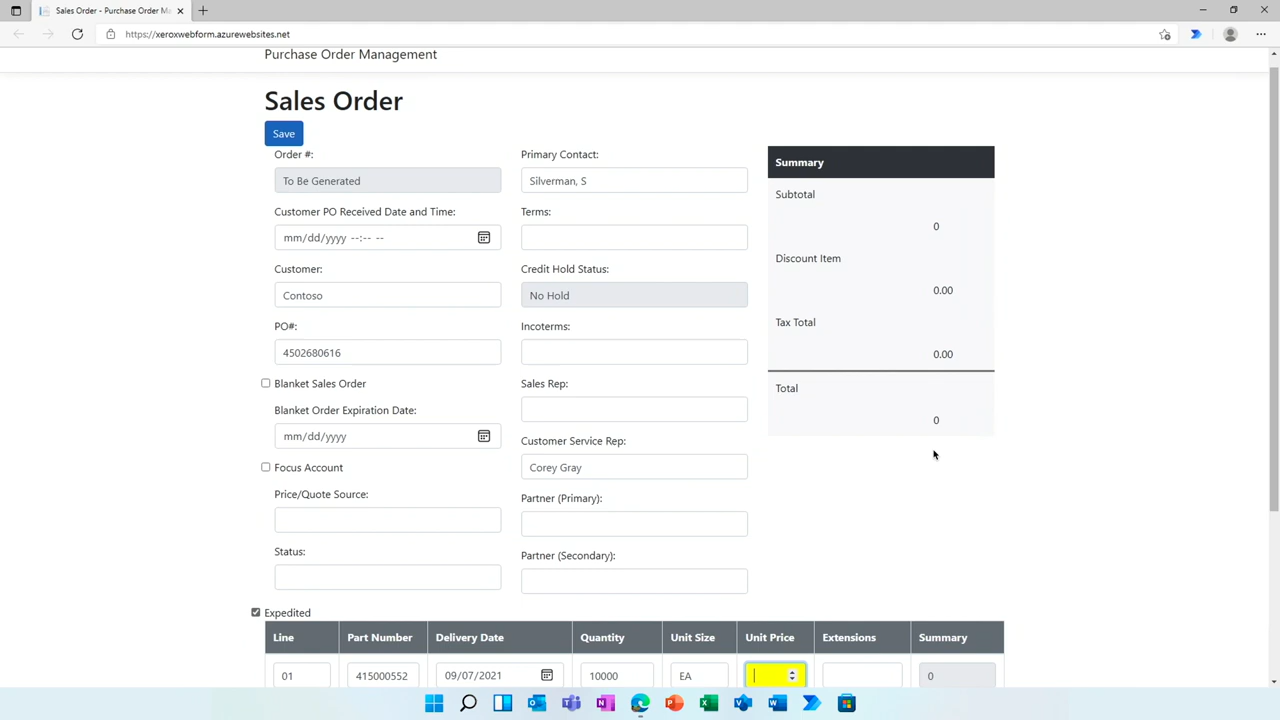 Sales Order - Purchase Order Ma
https://xeroxwebform.azurewebsites.net
Purchase Order Management
Sales Order
Save
Order #:
To Be Generated
Customer PO Received Date and Time:
mm/dd/yyyy --:-- --
Customer:
Contoso
PO#:
4502680616
Blanket Sales Order
Blanket Order Expiration Date:
mm/dd/yyyy
Focus Account
Price/Quote Source:
Status:
Primary Contact:
Silverman, S
Terms:
Credit Hold Status:
No Hold
Incoterms:
Sales Rep:
Customer Service Rep:
Corey Gray
Partner (Primary):
Partner (Secondary):
Summary
Subtotal
0
Discount Item
0.00
Tax Total
0.00
Total
0
Expedited
Line Part Number Delivery Date Quantity Unit Size Unit Price Extensions Summary
01 415000552 09/07/2021 10000 EA 0